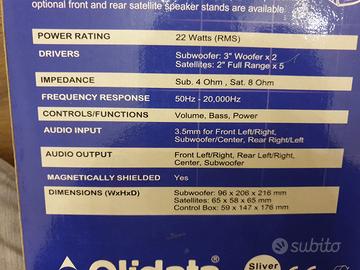 optional front and rear satellite speaker stands are available.
POWER RATING 22 Watts (RMS)
DRIVERS Subwoofer: 3" Woofer x 2
Satellites: 2" Full Range x 5
IMPEDANCE Sub. 4 Ohm , Sat. 8 Ohm
FREQUENCY RESPONSE 50Hz - 20,000Hz
CONTROLS/FUNCTIONS Volume, Bass, Power
AUDIO INPUT 3.5mm for Front Left/Right,
Subwoofer/Center, Rear Right/Left
AUDIO OUTPUT Front Left/Right, Rear Left/Right,
Center, Subwoofer
MAGNETICALLY SHIELDED Yes
DIMENSIONS (WxHxD) Subwoofer: 96 x 206 x 216 mm
Satellites: 65 x 58 x 65 mm
Control Box: 59 x 147 x 176 mm
Olidata®
Sliver
subito